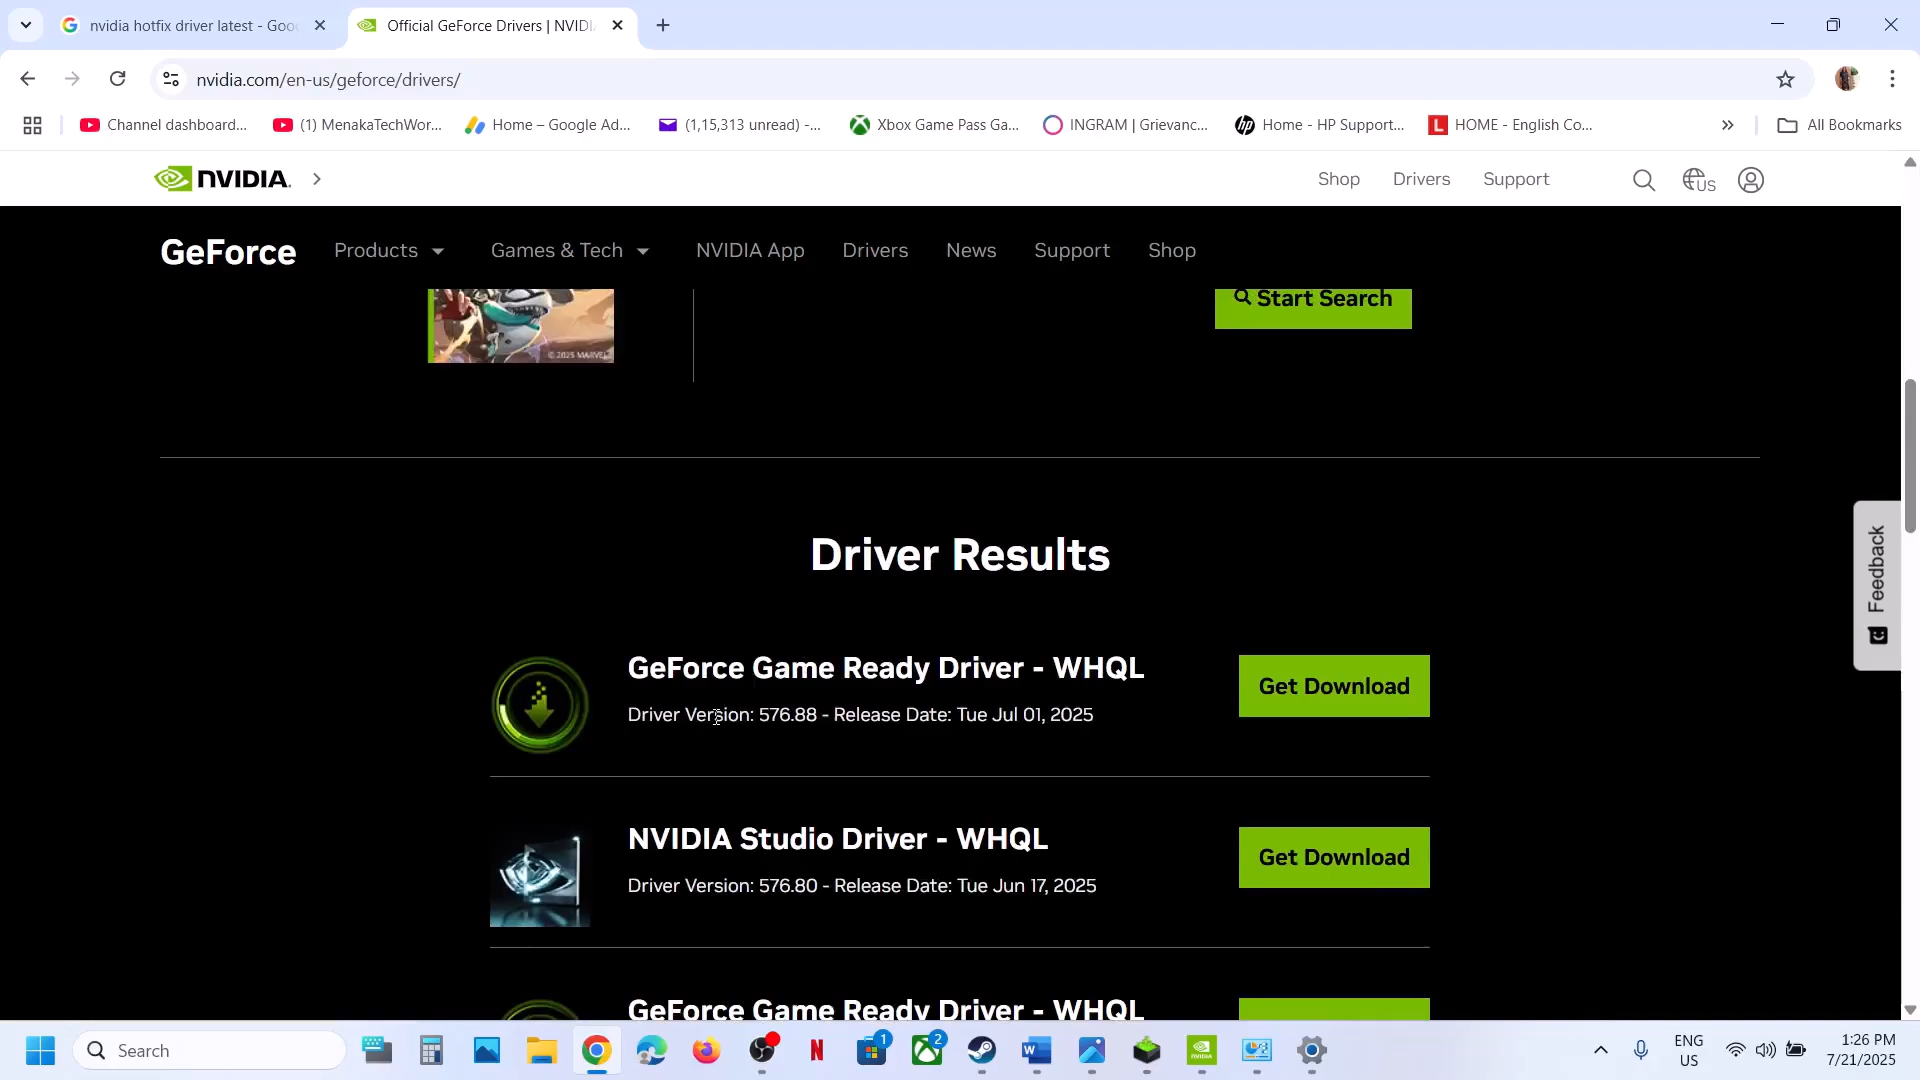 nvidia hotfix driver latest - Goo
Official GeForce Drivers | NVIDI
nvidia.com/en-us/geforce/drivers/
Channel dashboard...
(1) MenakaTechWor...
Home – Google Ad...
(1,15,313 unread) -...
Xbox Game Pass Ga...
INGRAM | Grievanc...
Home - HP Support...
HOME - English Co...
All Bookmarks
NVIDIA.
Shop
Drivers
Support
US
GeForce
Products
Games & Tech
NVIDIA App
Drivers
News
Support
Shop
Start Search
© 2025 MARVEL
Driver Results
GeForce Game Ready Driver - WHQL
Driver Version: 576.88 - Release Date: Tue Jul 01, 2025
Get Download
NVIDIA Studio Driver - WHQL
Driver Version: 576.80 - Release Date: Tue Jun 17, 2025
Get Download
GeForce Game Ready Driver - WHQL
Feedback
Search
1
2
ENG
US
1:26 PM
7/21/2025